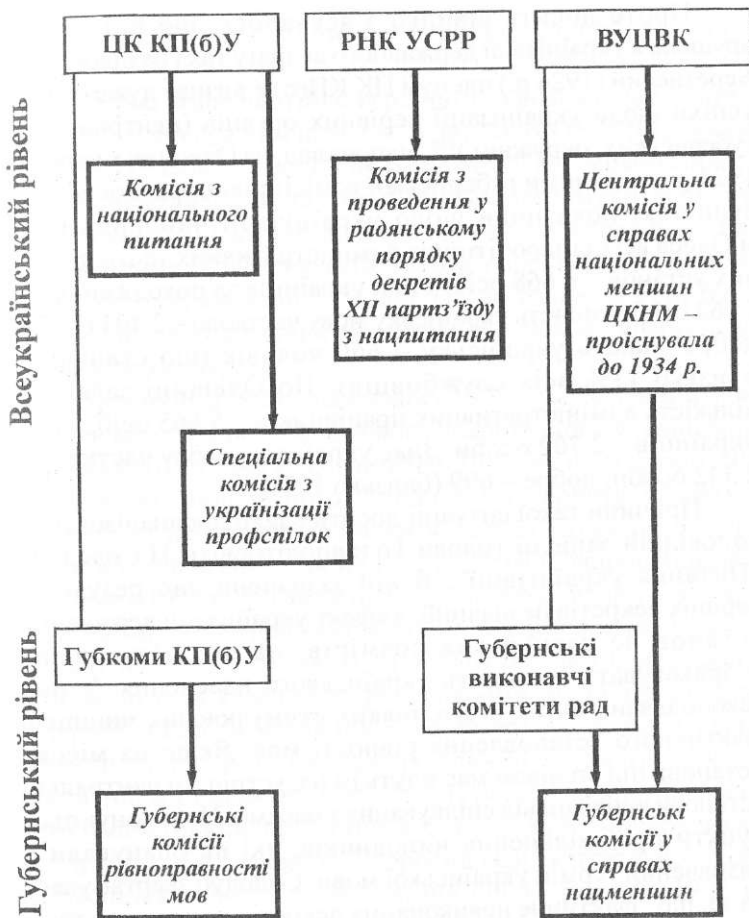 ЦК КП(б)У
РНК УСРР
ВУЦВК
Всеукраїнський рівень
Комісія з
національного
питання
Комісія з
проведення у
радянському
порядку
декретів
XII партз’їзду
з нацпитання
Центральна
комісія у
справах
національних
меншин
ЦКНМ –
проіснувала
до 1934 р.
Спеціальна
комісія з
українізації
профспілок
Губернський рівень
Губкоми КП(б)У
Губернські
виконавчі
комітети рад
Губернські
комісії
рівноправності
мов
Губернські
комісії у
справах
нацменшин